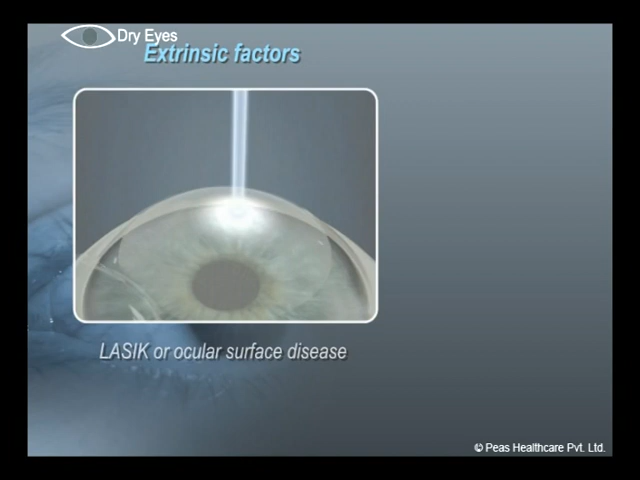 Dry Eyes
Extrinsic factors
LASIK or ocular surface disease
© Peas Healthcare Pvt. Ltd.